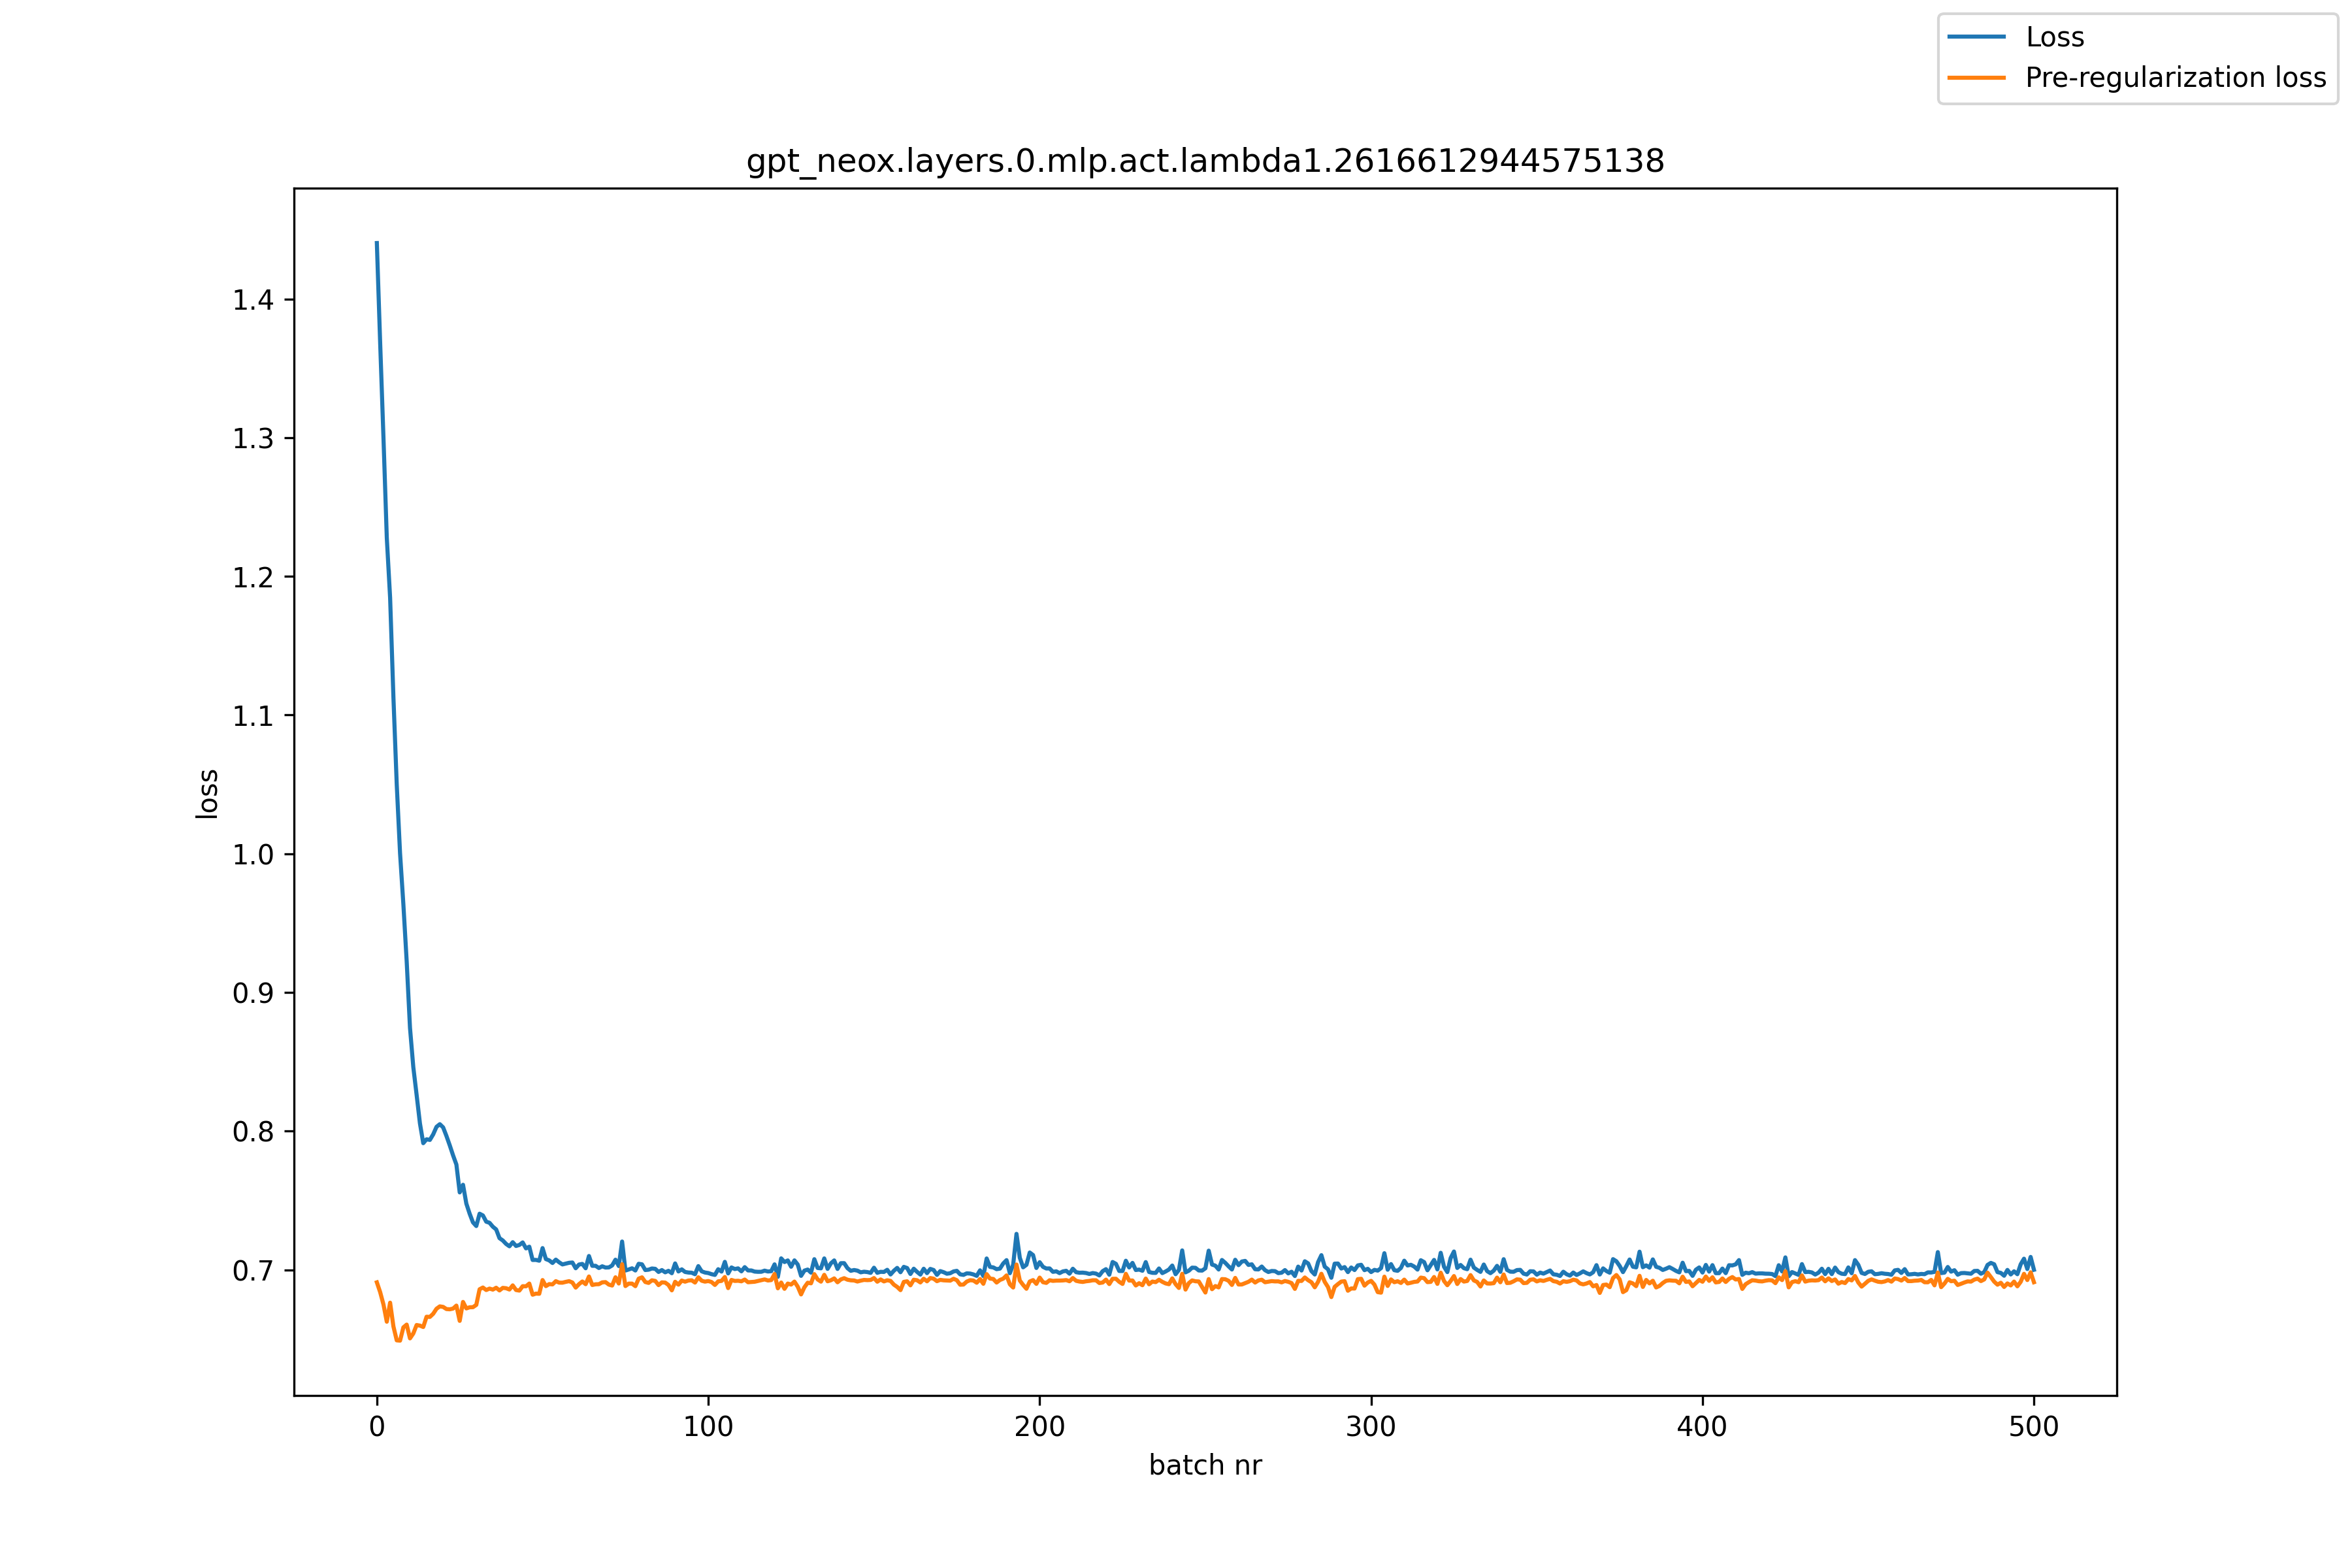 Loss
Pre-regularization loss
gpt_neox.layers.0.mlp.act.lambda1.2616612944575138
1.4
1.3
1.2
1.1
1.0
0.9
0.8
0.7
loss
0 100 200 300 400 500
batch nr